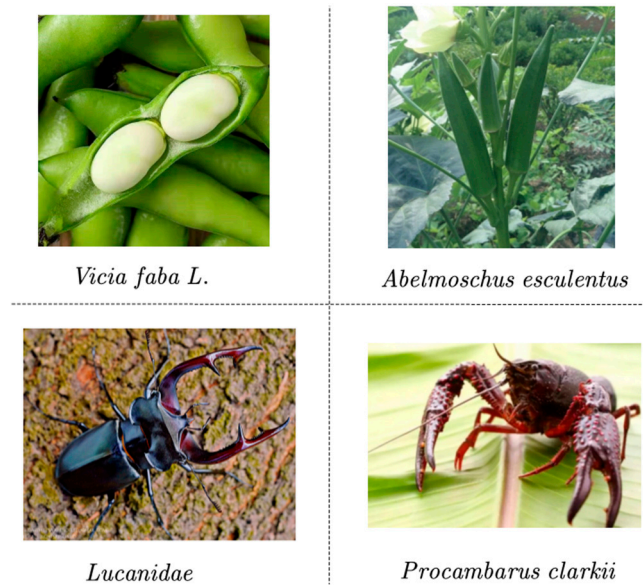 Vicia faba L.
Abelmoschus esculentus
Lucanidae
Procambarus clarkii